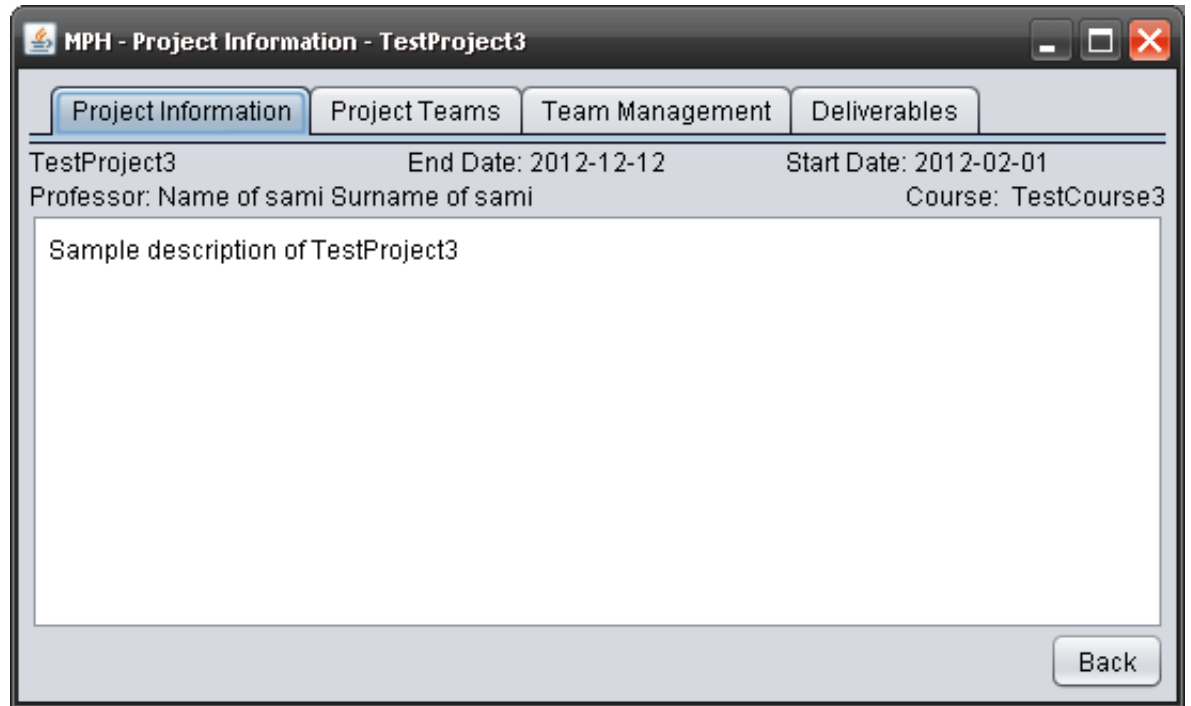 MPH - Project Information - TestProject3
Project Information Project Teams Team Management Deliverables
TestProject3 End Date: 2012-12-12 Start Date: 2012-02-01
Professor: Name of sami Surname of sami Course: TestCourse3
Sample description of TestProject3
Back